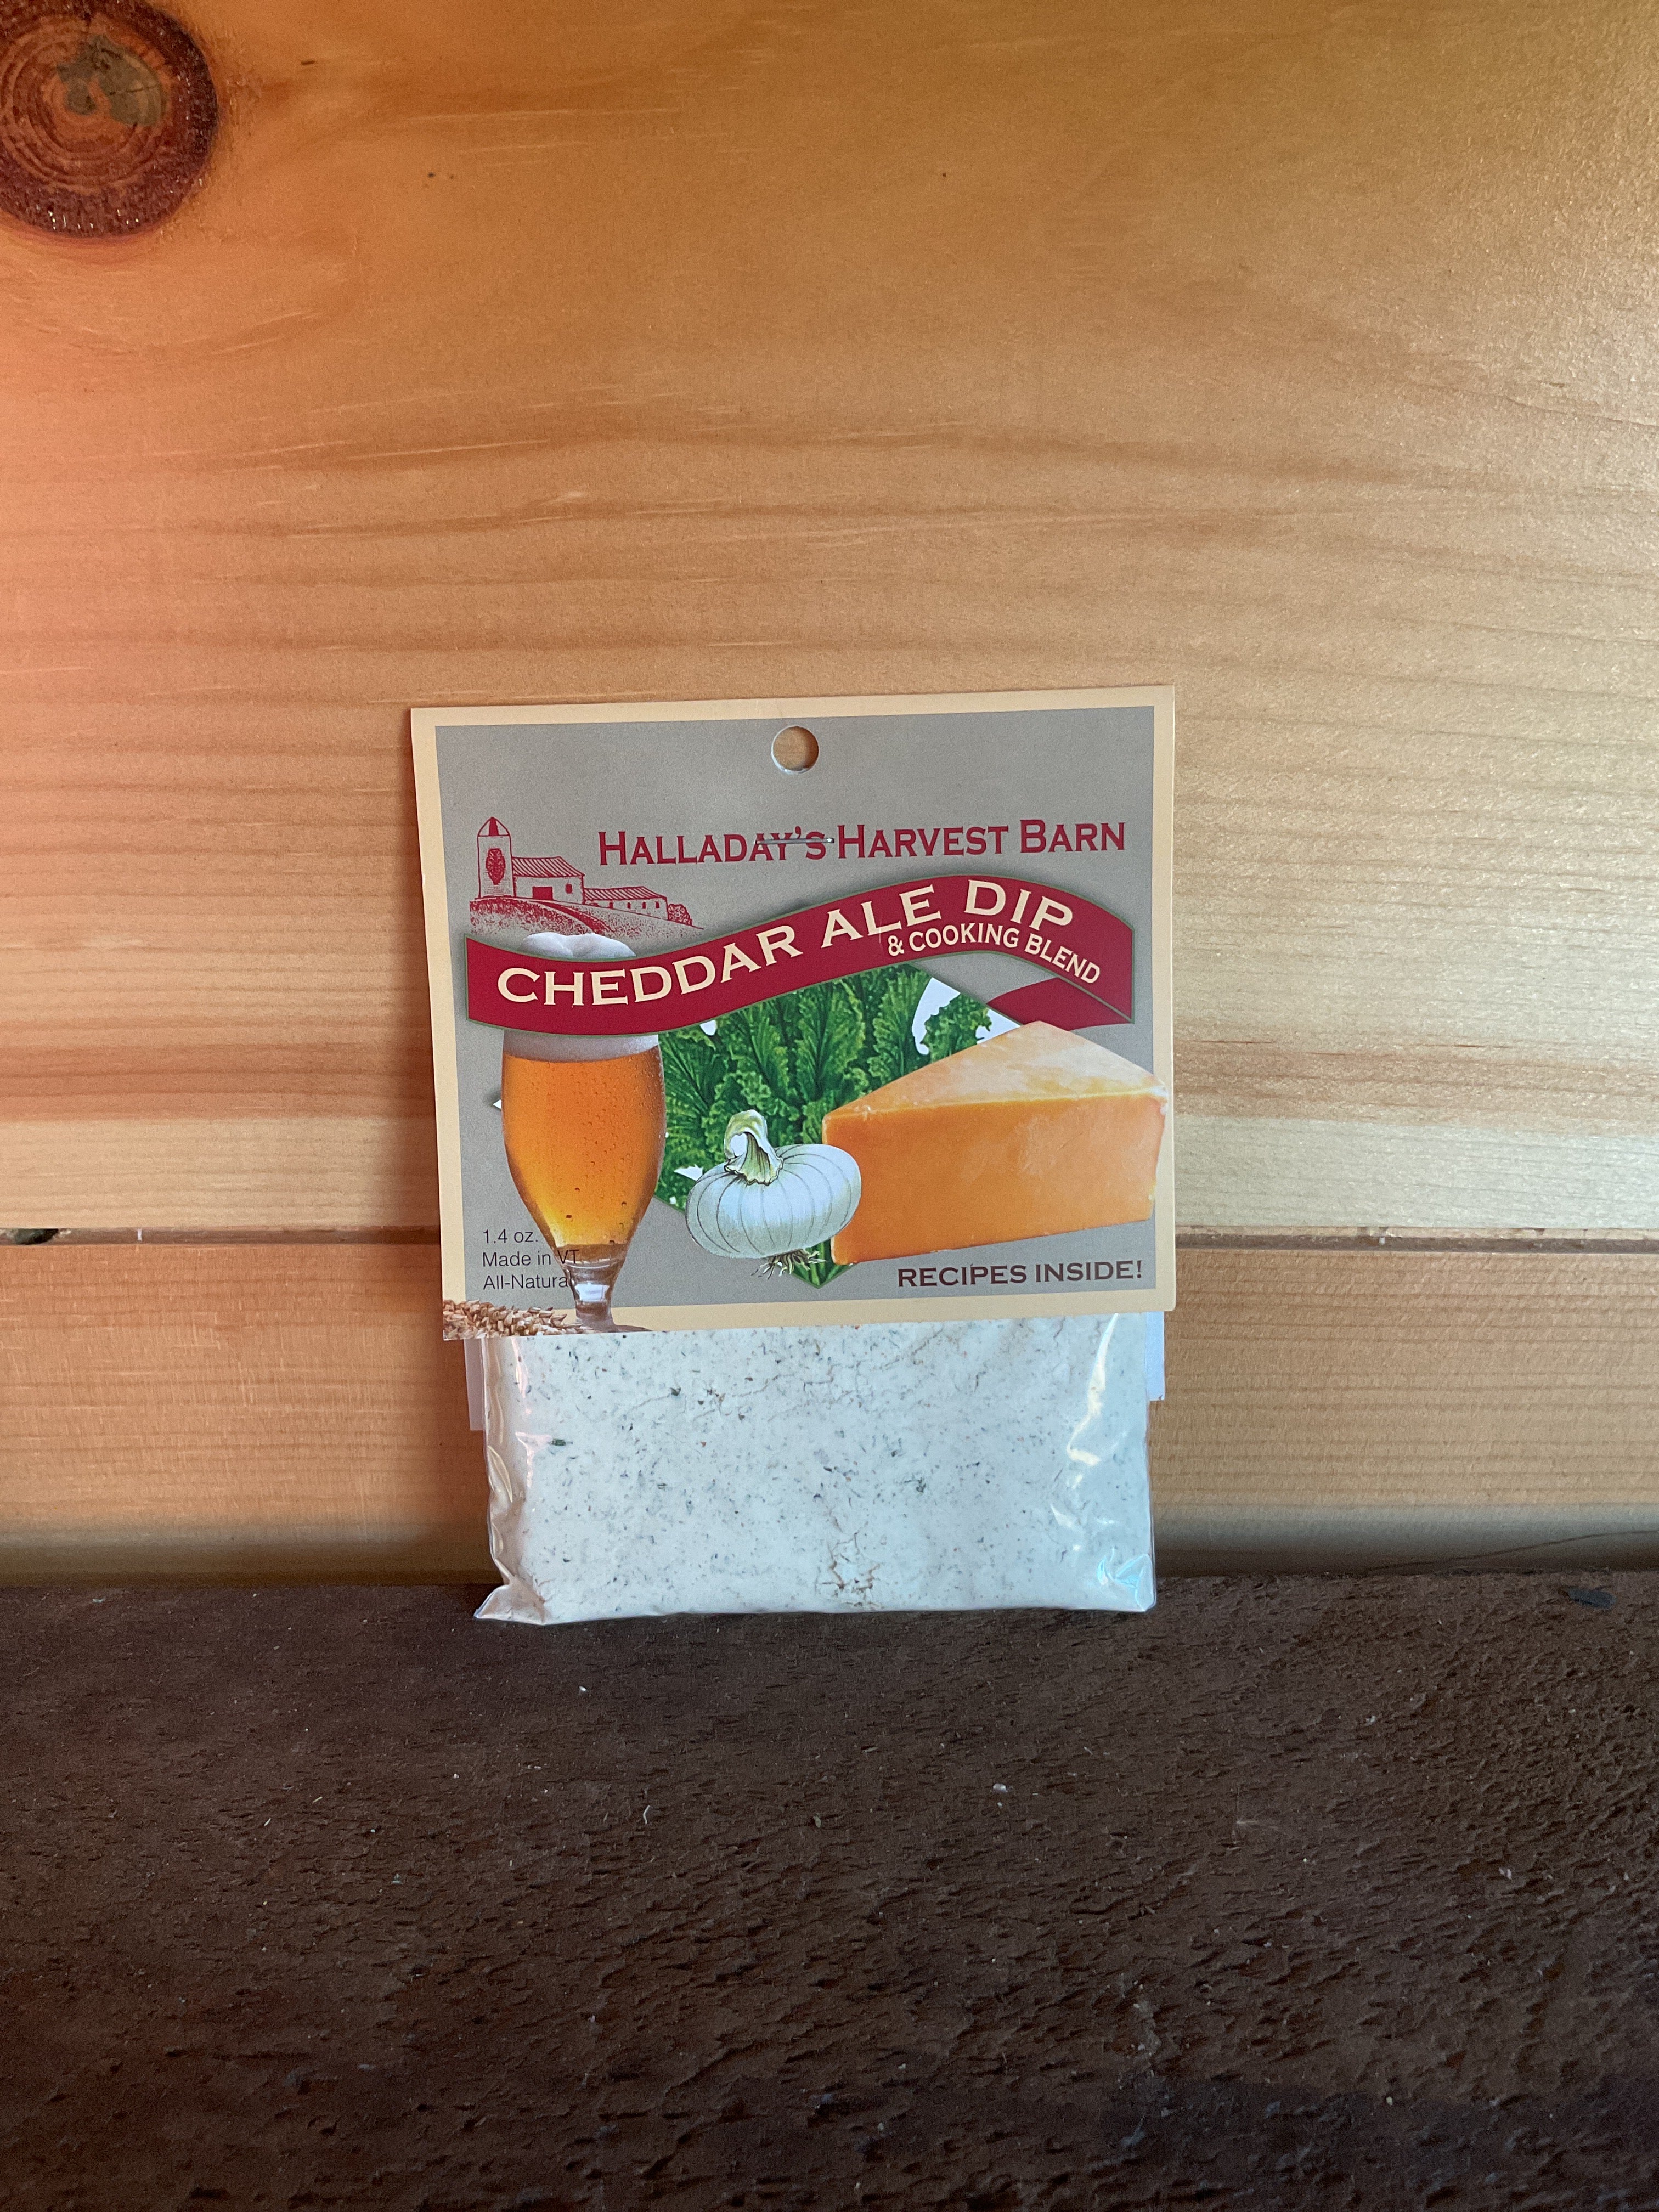 HALLADAY'S HARVEST BARN
CHEDDAR ALE DIP
& COOKING BLEND
1.4 oz.
Made in VT
All-Natural
RECIPES INSIDE!